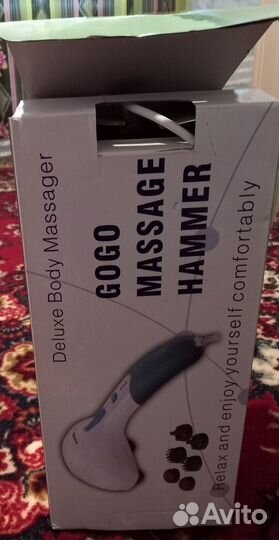 Deluxe Body Massager
GOGO
MASSAGE
HAMMER
Relax and enjoy yourself comfortably
Avito